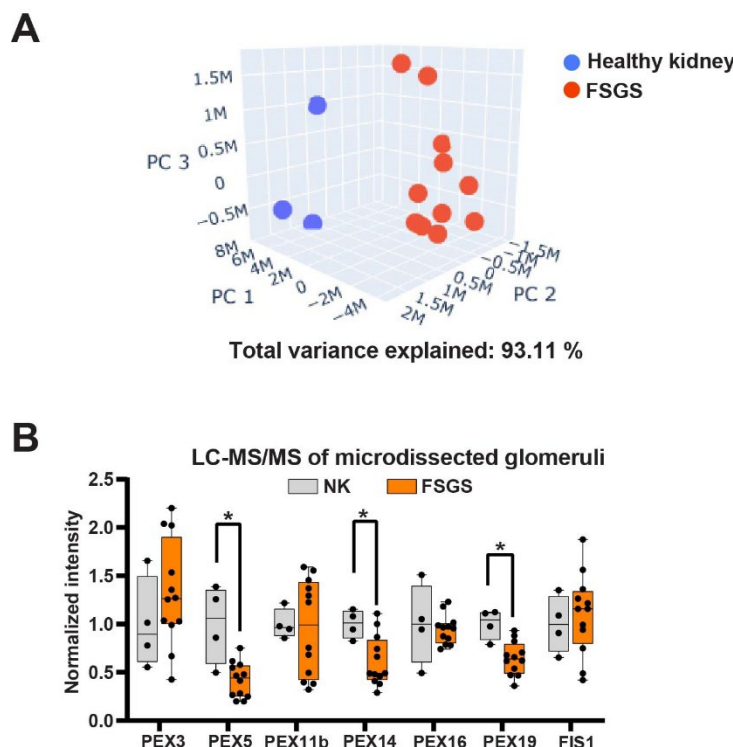 A
Healthy kidney
FSGS
1.5M
1M
0.5M
0
−0.5M
PC 3
8M
6M
4M
2M
0
−2M
−4M
PC 1
−1.5M
−1M
−0.5M
0
0.5M
1M
1.5M
2M
PC 2
Total variance explained: 93.11 %
B
LC-MS/MS of microdissected glomeruli
NK FSGS
Normalized intensity
2.5
2.0
1.5
1.0
0.5
0.0
* * *
PEX3 PEX5 PEX11b PEX14 PEX16 PEX19 FIS1